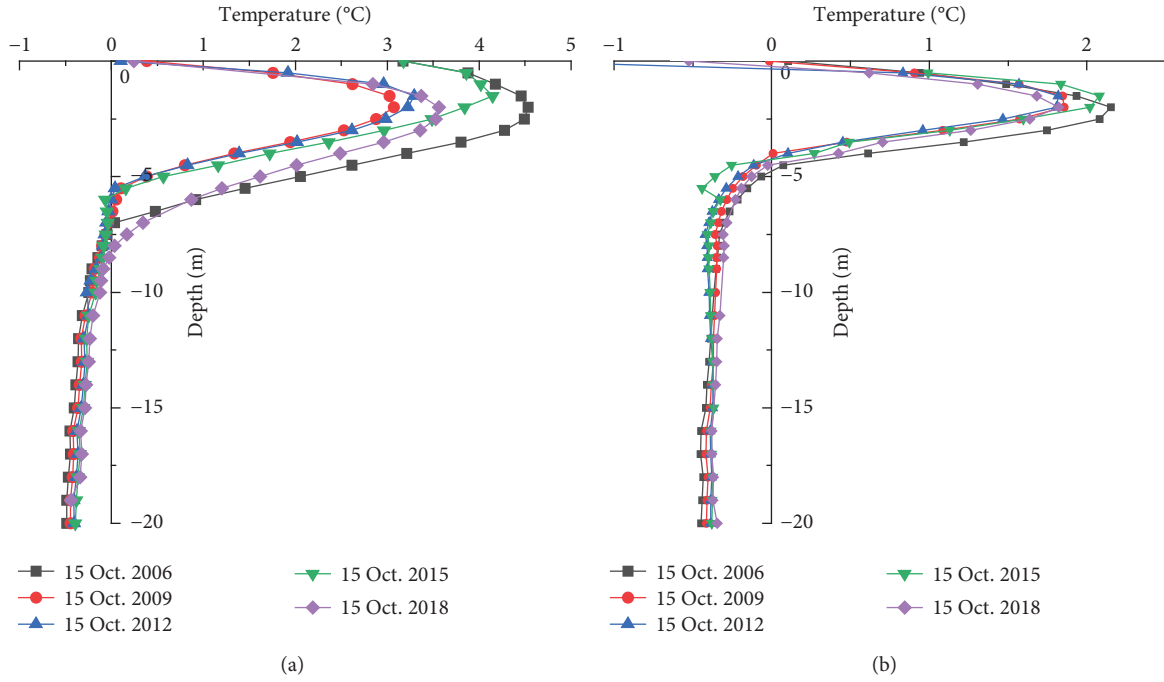 Temperature (°C)
−1 0 1 2 3 4 5
0
−5
−10
−15
−20
Depth (m)
15 Oct. 2006
15 Oct. 2009
15 Oct. 2012
15 Oct. 2015
15 Oct. 2018
(a)
Temperature (°C)
−1 0 1 2
0
−5
−10
−15
−20
Depth (m)
15 Oct. 2006
15 Oct. 2009
15 Oct. 2012
15 Oct. 2015
15 Oct. 2018
(b)